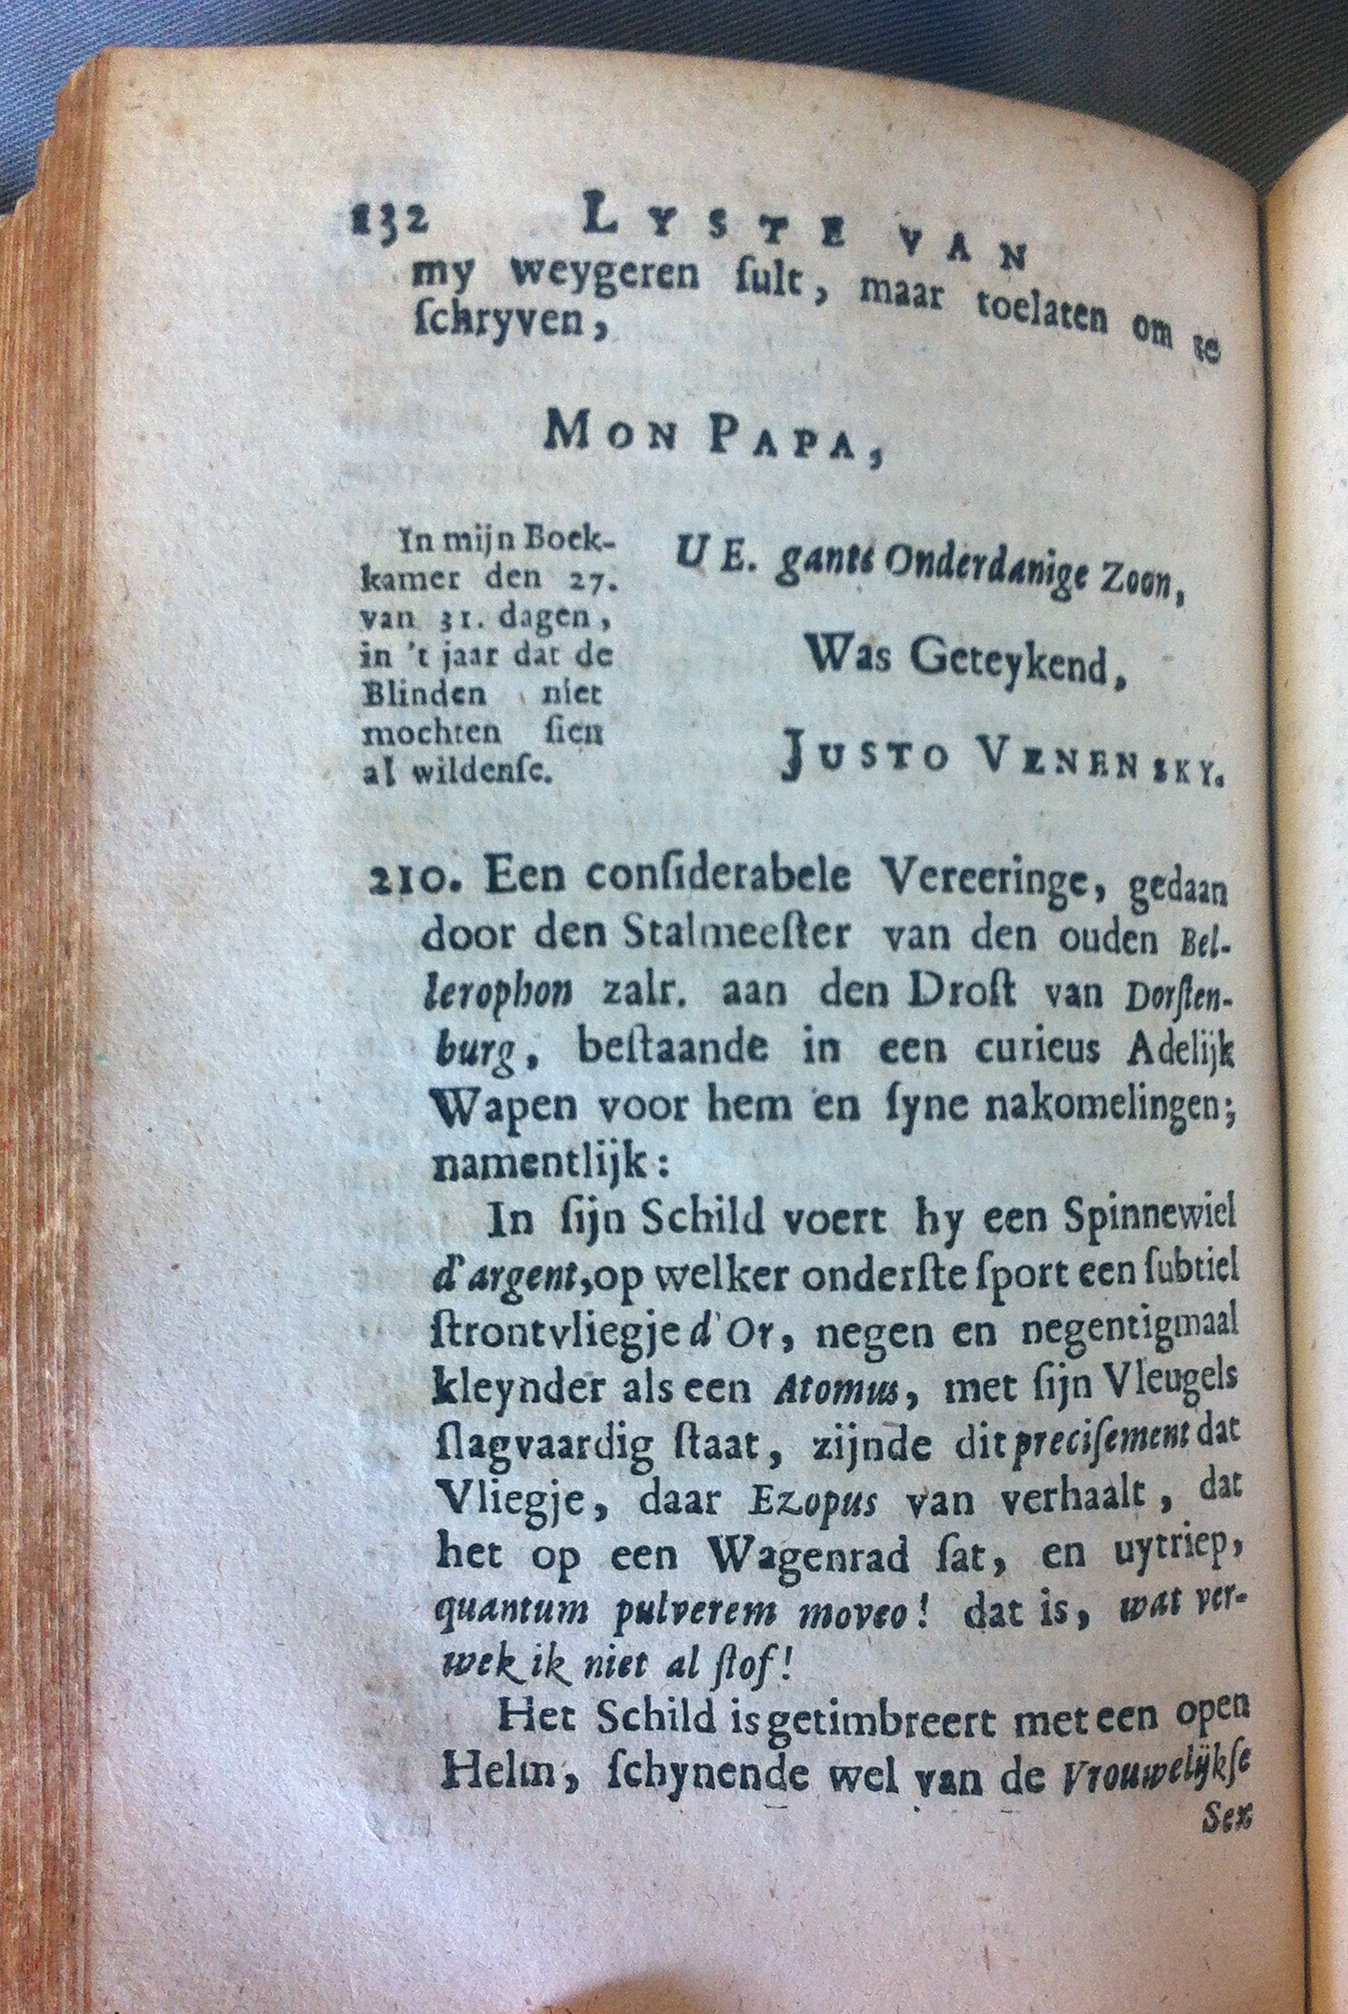 132 LYSTE VAN
my weygeren ſult, maar toelaten om te
ſchryven,
MON PAPA,
In mijn Boek-
kamer den 27.
van 31. dagen,
in 't jaar dat de
Blinden niet
mochten ſien
al wildenſe.
U E. gants Onderdanige Zoon,
Was Geteykend,
JUSTO VENENSKY.
210. Een conſiderabele Vereeringe, gedaan
door den Stalmeeſter van den ouden Bel-
lerophon zalr. aan den Droſt van Dorſten-
burg, beſtaande in een curieus Adelijk
Wapen voor hem en ſyne nakomelingen;
namentlijk:
In ſijn Schild voert hy een Spinnewiel
d'argent, op welker onderſte ſport een ſubtiel
ſtrontvliegje d'Or, negen en negentigmaal
kleynder als een Atomus, met ſijn Vleugels
ſlagvaardig ſtaat, zijnde dit preciſement dat
Vliegje, daar Ezopus van verhaalt, dat
het op een Wagenrad ſat, en uytriep,
quantum pulverem moveo! dat is, wat ver-
wek ik niet al ſtof!
Het Schild is getimbreert met een open
Helm, ſchynende wel van de Vrouwelijkſe
Sex